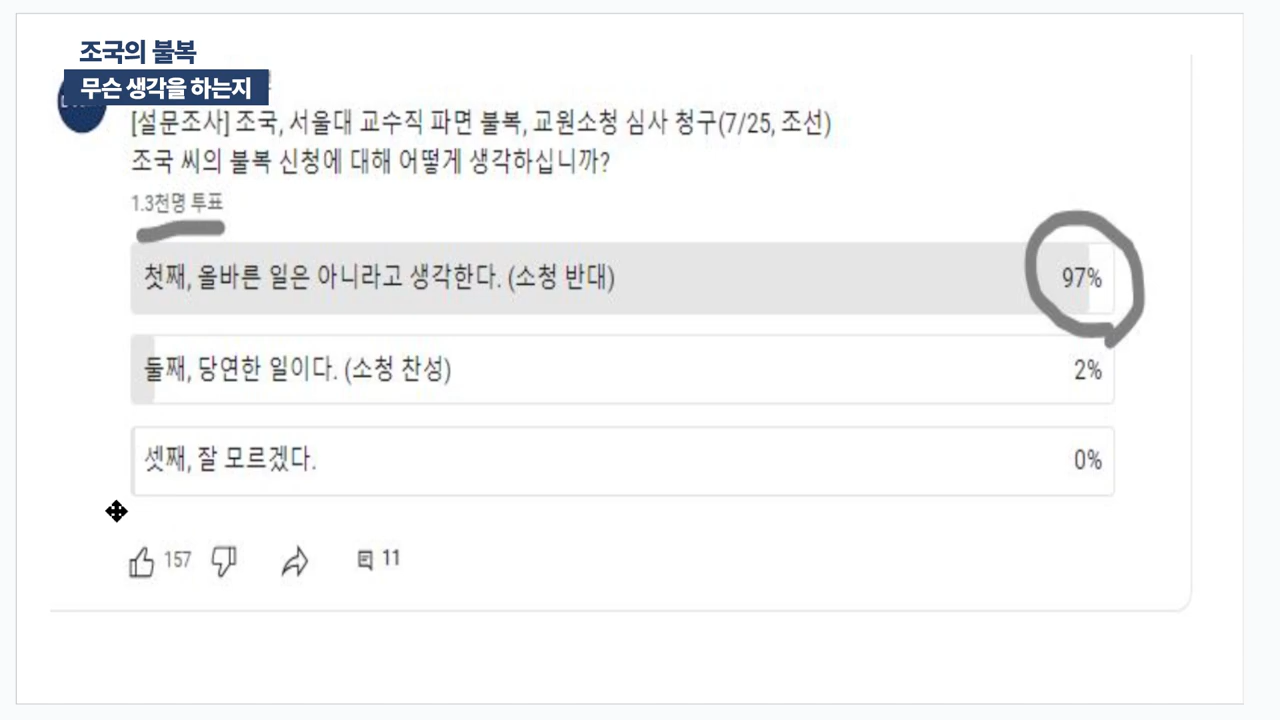 조국의 불복
무슨 생각을 하는지
[설문조사] 조국, 서울대 교수직 파면 불복, 교원소청 심사 청구(7/25, 조선)
조국 씨의 불복 신청에 대해 어떻게 생각하십니까?
1.3천명 투표
첫째, 올바른 일은 아니라고 생각한다. (소청 반대) 97%
둘째, 당연한 일이다. (소청 찬성) 2%
셋째, 잘 모르겠다. 0%
157 11